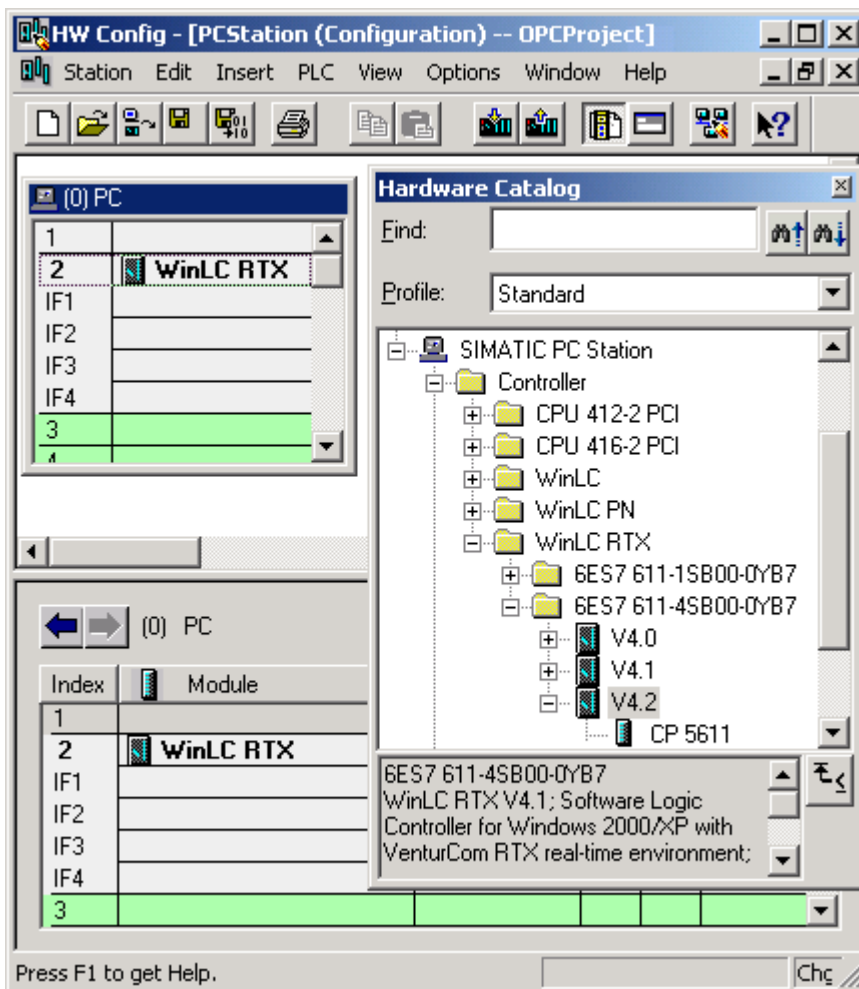 HW Config - [PCStation (Configuration) -- OPCProject]
Station Edit Insert PLC View Options Window Help
(0) PC
1
2 WinLC RTX
IF1
IF2
IF3
IF4
3
4
Hardware Catalog
Find:
Profile: Standard
SIMATIC PC Station
Controller
CPU 412-2 PCI
CPU 416-2 PCI
WinLC
WinLC PN
WinLC RTX
6ES7 611-1SB00-0YB7
6ES7 611-4SB00-0YB7
V4.0
V4.1
V4.2
CP 5611
6ES7 611-4SB00-0YB7
WinLC RTX V4.1; Software Logic
Controller for Windows 2000/XP with
VenturCom RTX real-time environment;
(0) PC
Index Module
1
2 WinLC RTX
IF1
IF2
IF3
IF4
3
Press F1 to get Help.
Chg